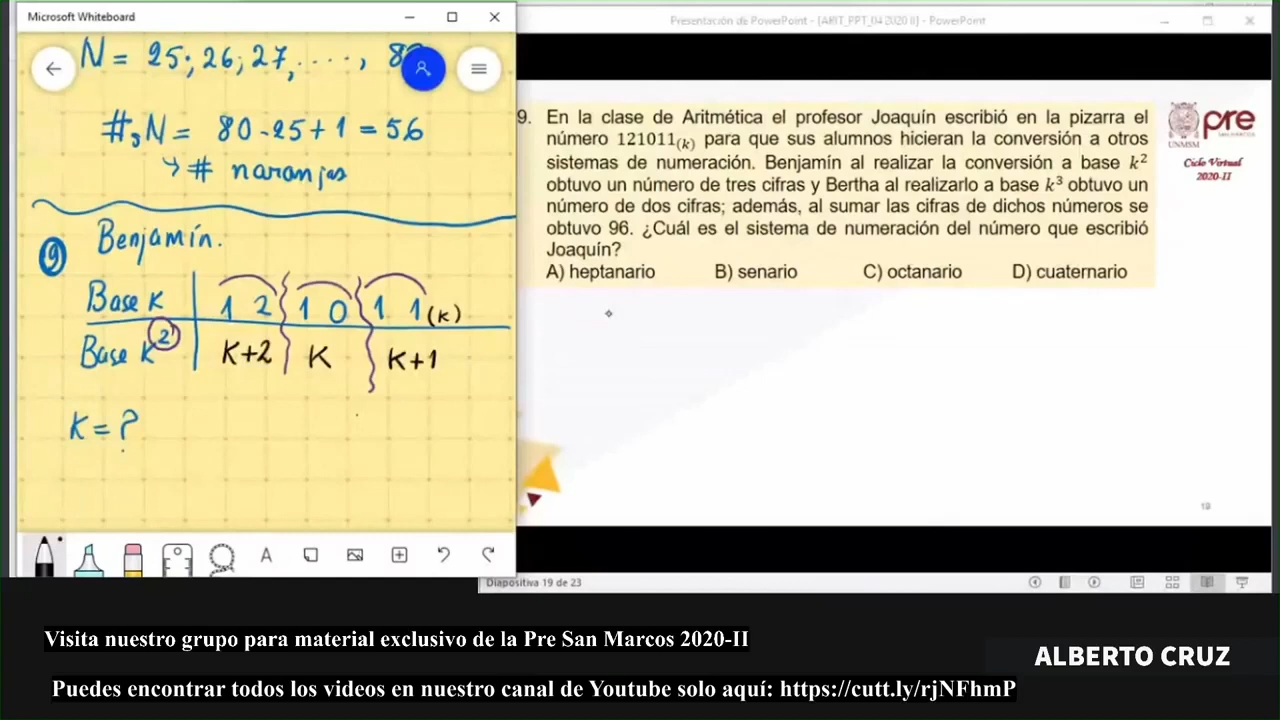 Microsoft Whiteboard
N = 25; 26; 27, ....,
#s N = 80 - 25 + 1 = 56
↳ # naranjas
9 Benjamín.
Base K | 1 2 1 0 1 1 (K)
Base K² | K+2 K K+1
K = ?
Presentación de PowerPoint - [ARIT_PPT_04 2020 II] - PowerPoint
9. En la clase de Aritmética el profesor Joaquín escribió en la pizarra el
número 121011(k) para que sus alumnos hicieran la conversión a otros
sistemas de numeración. Benjamín al realizar la conversión a base k²
obtuvo un número de tres cifras y Bertha al realizarlo a base k³ obtuvo un
número de dos cifras; además, al sumar las cifras de dichos números se
obtuvo 96. ¿Cuál es el sistema de numeración del número que escribió
Joaquín?
A) heptanario B) senario C) octanario D) cuaternario
pre
UNMSM
Ciclo Virtual
2020-II
19
Diapositiva 19 de 23
Visita nuestro grupo para material exclusivo de la Pre San Marcos 2020-II
ALBERTO CRUZ
Puedes encontrar todos los videos en nuestro canal de Youtube solo aquí: https://cutt.ly/rjNFhmP